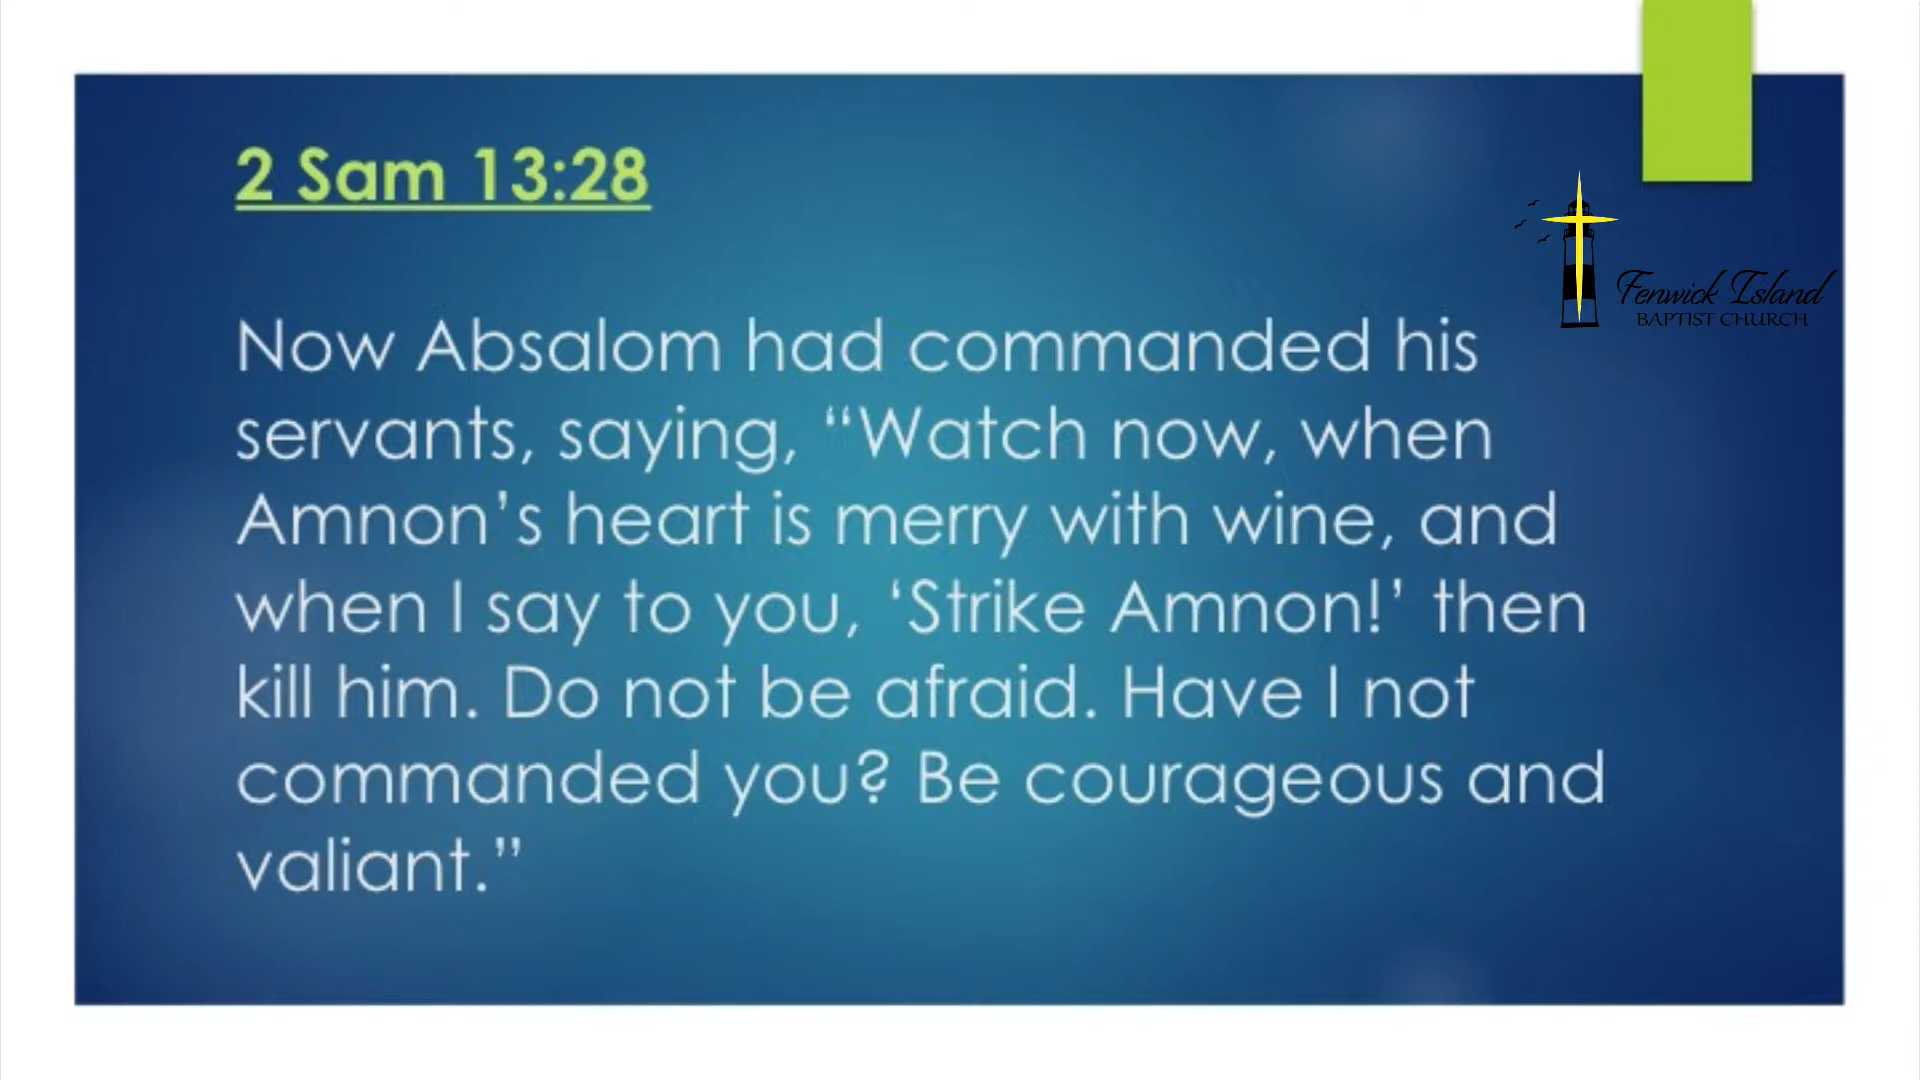 2 Sam 13:28
Fenwick Island
BAPTIST CHURCH
Now Absalom had commanded his
servants, saying, “Watch now, when
Amnon’s heart is merry with wine, and
when I say to you, ‘Strike Amnon!’ then
kill him. Do not be afraid. Have I not
commanded you? Be courageous and
valiant.”